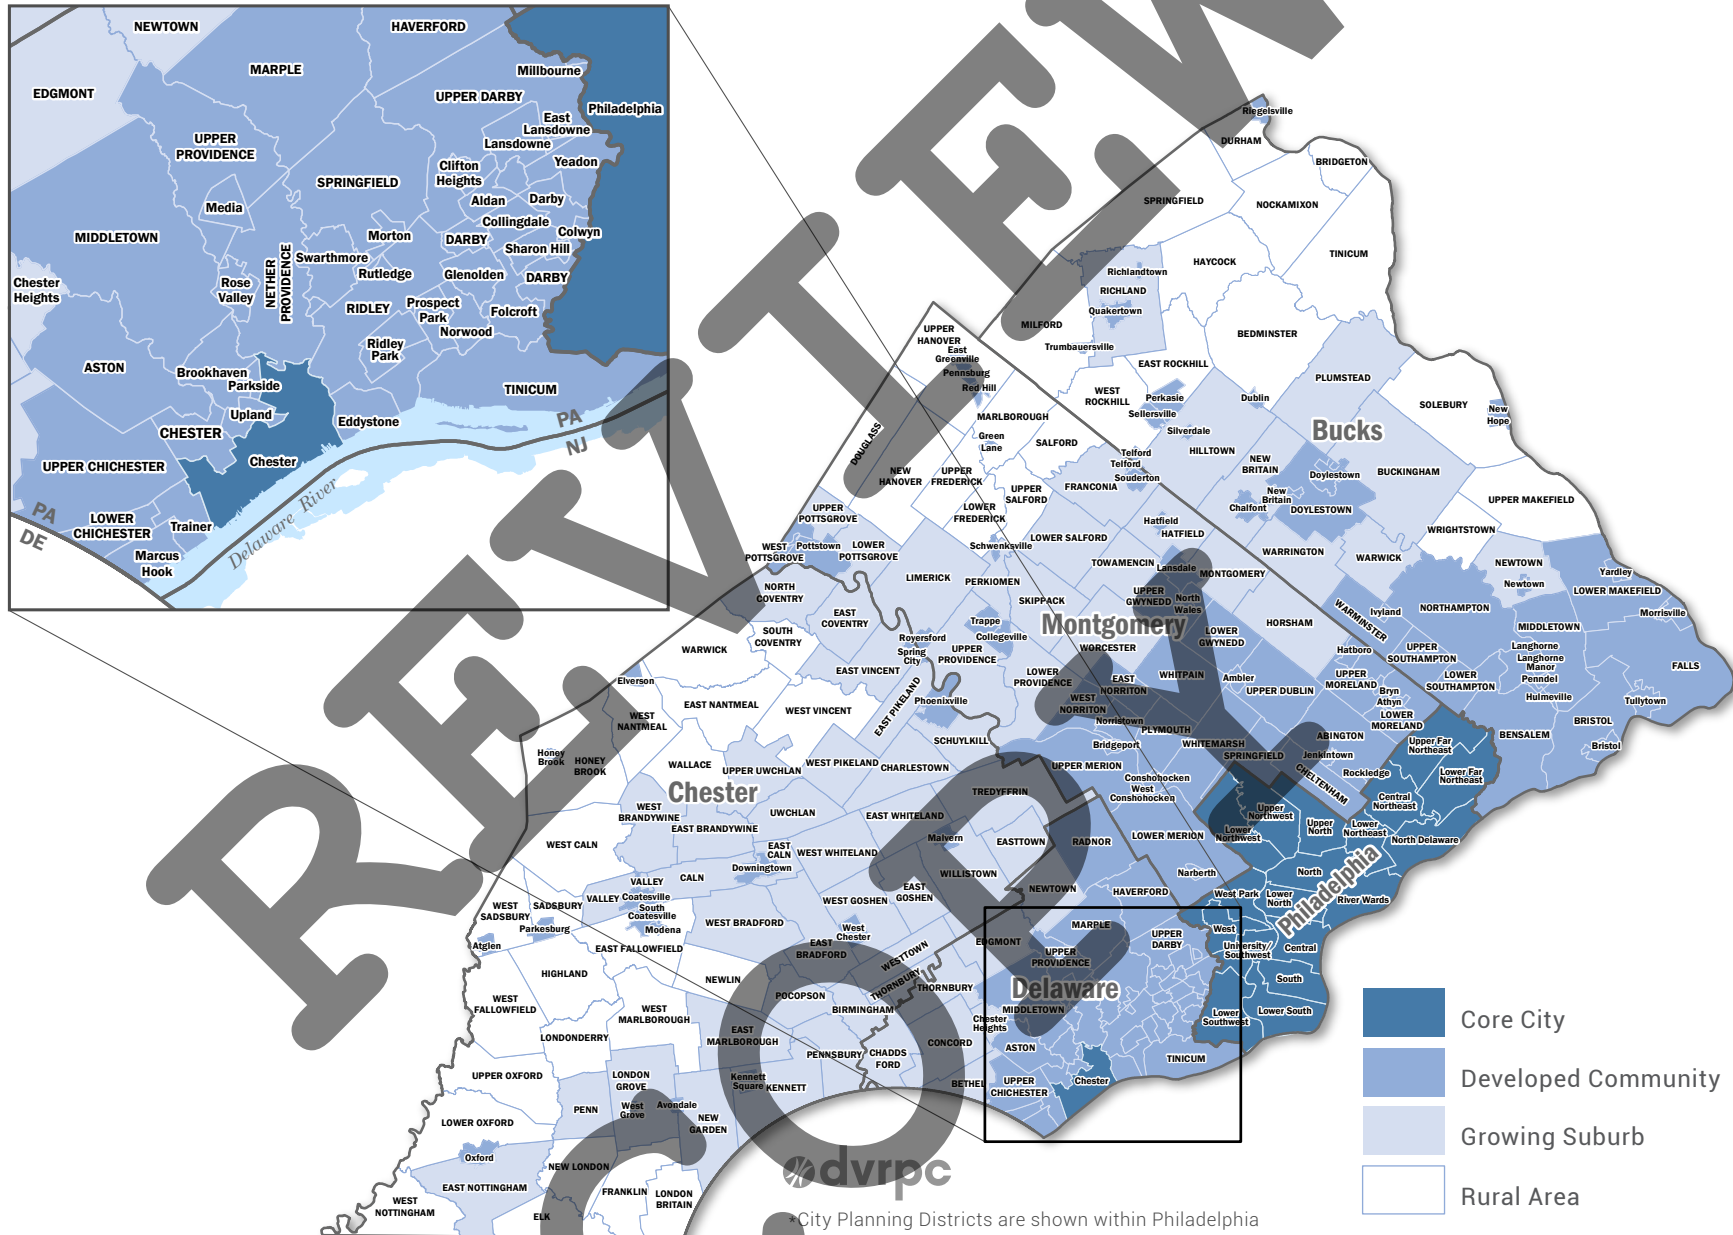 NEWTOWN
HAVERFORD
MARPLE
EDGMONT
Millbourne
UPPER DARBY
Philadelphia
East
Lansdowne
Lansdowne
UPPER
PROVIDENCE
Yeadon
Clifton
Heights
SPRINGFIELD
Aldan
Darby
Media
Collingdale
Colwyn
MIDDLETOWN
Morton
DARBY
Sharon Hill
Swarthmore
NETHER
PROVIDENCE
Rutledge
Glenolden
DARBY
Chester
Heights
Rose
Valley
RIDLEY
Prospect
Park
Folcroft
Norwood
Ridley
Park
ASTON
Brookhaven
Parkside
TINICUM
Upland
Eddystone
PA
NJ
CHESTER
Chester
UPPER CHICHESTER
Delaware River
PA
DE
LOWER
CHICHESTER
Trainer
Marcus
Hook
REVIEW
COPY
Riegelsville
DURHAM
BRIDGETON
SPRINGFIELD
NOCKAMIXON
TINICUM
HAYCOCK
Richlandtown
RICHLAND
Quakertown
MILFORD
Trumbauersville
BEDMINSTER
EAST ROCKHILL
WEST
ROCKHILL
Perkasie
Sellersville
Silverdale
Dublin
PLUMSTEAD
SOLEBURY
New
Hope
Bucks
HILLTOWN
Telford
Telford
Souderton
NEW
BRITAIN
Doylestown
BUCKINGHAM
New
Britain
Chalfont
DOYLESTOWN
UPPER MAKEFIELD
WRIGHTSTOWN
WARRINGTON
WARWICK
NEWTOWN
Newtown
Yardley
LOWER MAKEFIELD
Morrisville
WARMINSTER
Ivyland
NORTHAMPTON
MIDDLETOWN
UPPER
SOUTHAMPTON
Langhorne
Langhorne
Manor
Penndel
Hulmeville
FALLS
LOWER
SOUTHAMPTON
Tullytown
BRISTOL
BENSALEM
Bristol
UPPER
HANOVER
East
Greenville
Pennsburg
Red Hill
MARLBOROUGH
Green
Lane
SALFORD
DOUGLASS
NEW
HANOVER
UPPER
FREDERICK
UPPER
SALFORD
FRANCONIA
LOWER
FREDERICK
Schwenksville
LOWER SALFORD
Hatfield
HATFIELD
UPPER
POTTSGROVE
WEST
POTTSGROVE
Pottstown
LOWER
POTTSGROVE
LIMERICK
PERKIOMEN
TOWAMENCIN
Lansdale
MONTGOMERY
SKIPPACK
UPPER
GWYNEDD
North
Wales
Montgomery
Trappe
Collegeville
WORCESTER
LOWER
GWYNEDD
HORSHAM
Hatboro
Royersford
UPPER
PROVIDENCE
LOWER
PROVIDENCE
EAST
NORRITON
WHITPAIN
Ambler
UPPER DUBLIN
UPPER
MORELAND
Bryn
Athyn
LOWER
MORELAND
WEST
NORRITON
Norristown
PLYMOUTH
WHITEMARSH
SPRINGFIELD
ABINGTON
Jenkintown
Rockledge
CHELTENHAM
Bridgeport
UPPER MERION
Conshohocken
West
Conshohocken
LOWER MERION
Narberth
NORTH
COVENTRY
EAST
COVENTRY
SOUTH
COVENTRY
WARWICK
Spring
City
EAST VINCENT
Elverson
EAST NANTMEAL
WEST VINCENT
EAST PIKELAND
Phoenixville
WEST
NANTMEAL
SCHUYLKILL
Honey
Brook
HONEY
BROOK
WALLACE
UPPER UWCHLAN
WEST PIKELAND
CHARLESTOWN
Chester
TREDYFFRIN
WEST
BRANDYWINE
UWCHLAN
EAST BRANDYWINE
EAST WHITELAND
Malvern
EASTTOWN
WEST CALN
EAST
CALN
WEST WHITELAND
Downingtown
WILLISTOWN
CALN
VALLEY
VALLEY
Coatesville
South
Coatesville
Modena
WEST
SADSBURY
SADSBURY
Parkesburg
Atglen
WEST BRADFORD
WEST GOSHEN
EAST
GOSHEN
West
Chester
EAST
BRADFORD
WESTTOWN
EAST FALLOWFIELD
HIGHLAND
NEWLIN
THORNBURY
POCOPSON
BIRMINGHAM
WEST
FALLOWFIELD
WEST
MARLBOROUGH
LONDONDERRY
EAST
MARLBOROUGH
PENNSBURY
UPPER OXFORD
LONDON
GROVE
Kennett
Square
KENNETT
PENN
West
Grove
Avondale
NEW
GARDEN
LOWER OXFORD
Oxford
NEW LONDON
EAST NOTTINGHAM
WEST
NOTTINGHAM
FRANKLIN
LONDON
BRITAIN
ELK
RADNOR
NEWTOWN
HAVERFORD
EDGMONT
MARPLE
UPPER
DARBY
UPPER
PROVIDENCE
Delaware
THORNBURY
MIDDLETOWN
Chester
Heights
CONCORD
CHADDS
FORD
ASTON
BETHEL
UPPER
CHICHESTER
Chester
TINICUM
Upper Far
Northeast
Lower Far
Northeast
Central
Northeast
Upper
Northwest
Upper
North
Lower
Northeast
North Delaware
Lower
Northwest
Philadelphia
North
West Park
Lower
North
River Wards
West
University/
Southwest
Central
South
Lower
Southwest
Lower South
Core City
Developed Community
Growing Suburb
Rural Area
dvrpc
*City Planning Districts are shown within Philadelphia